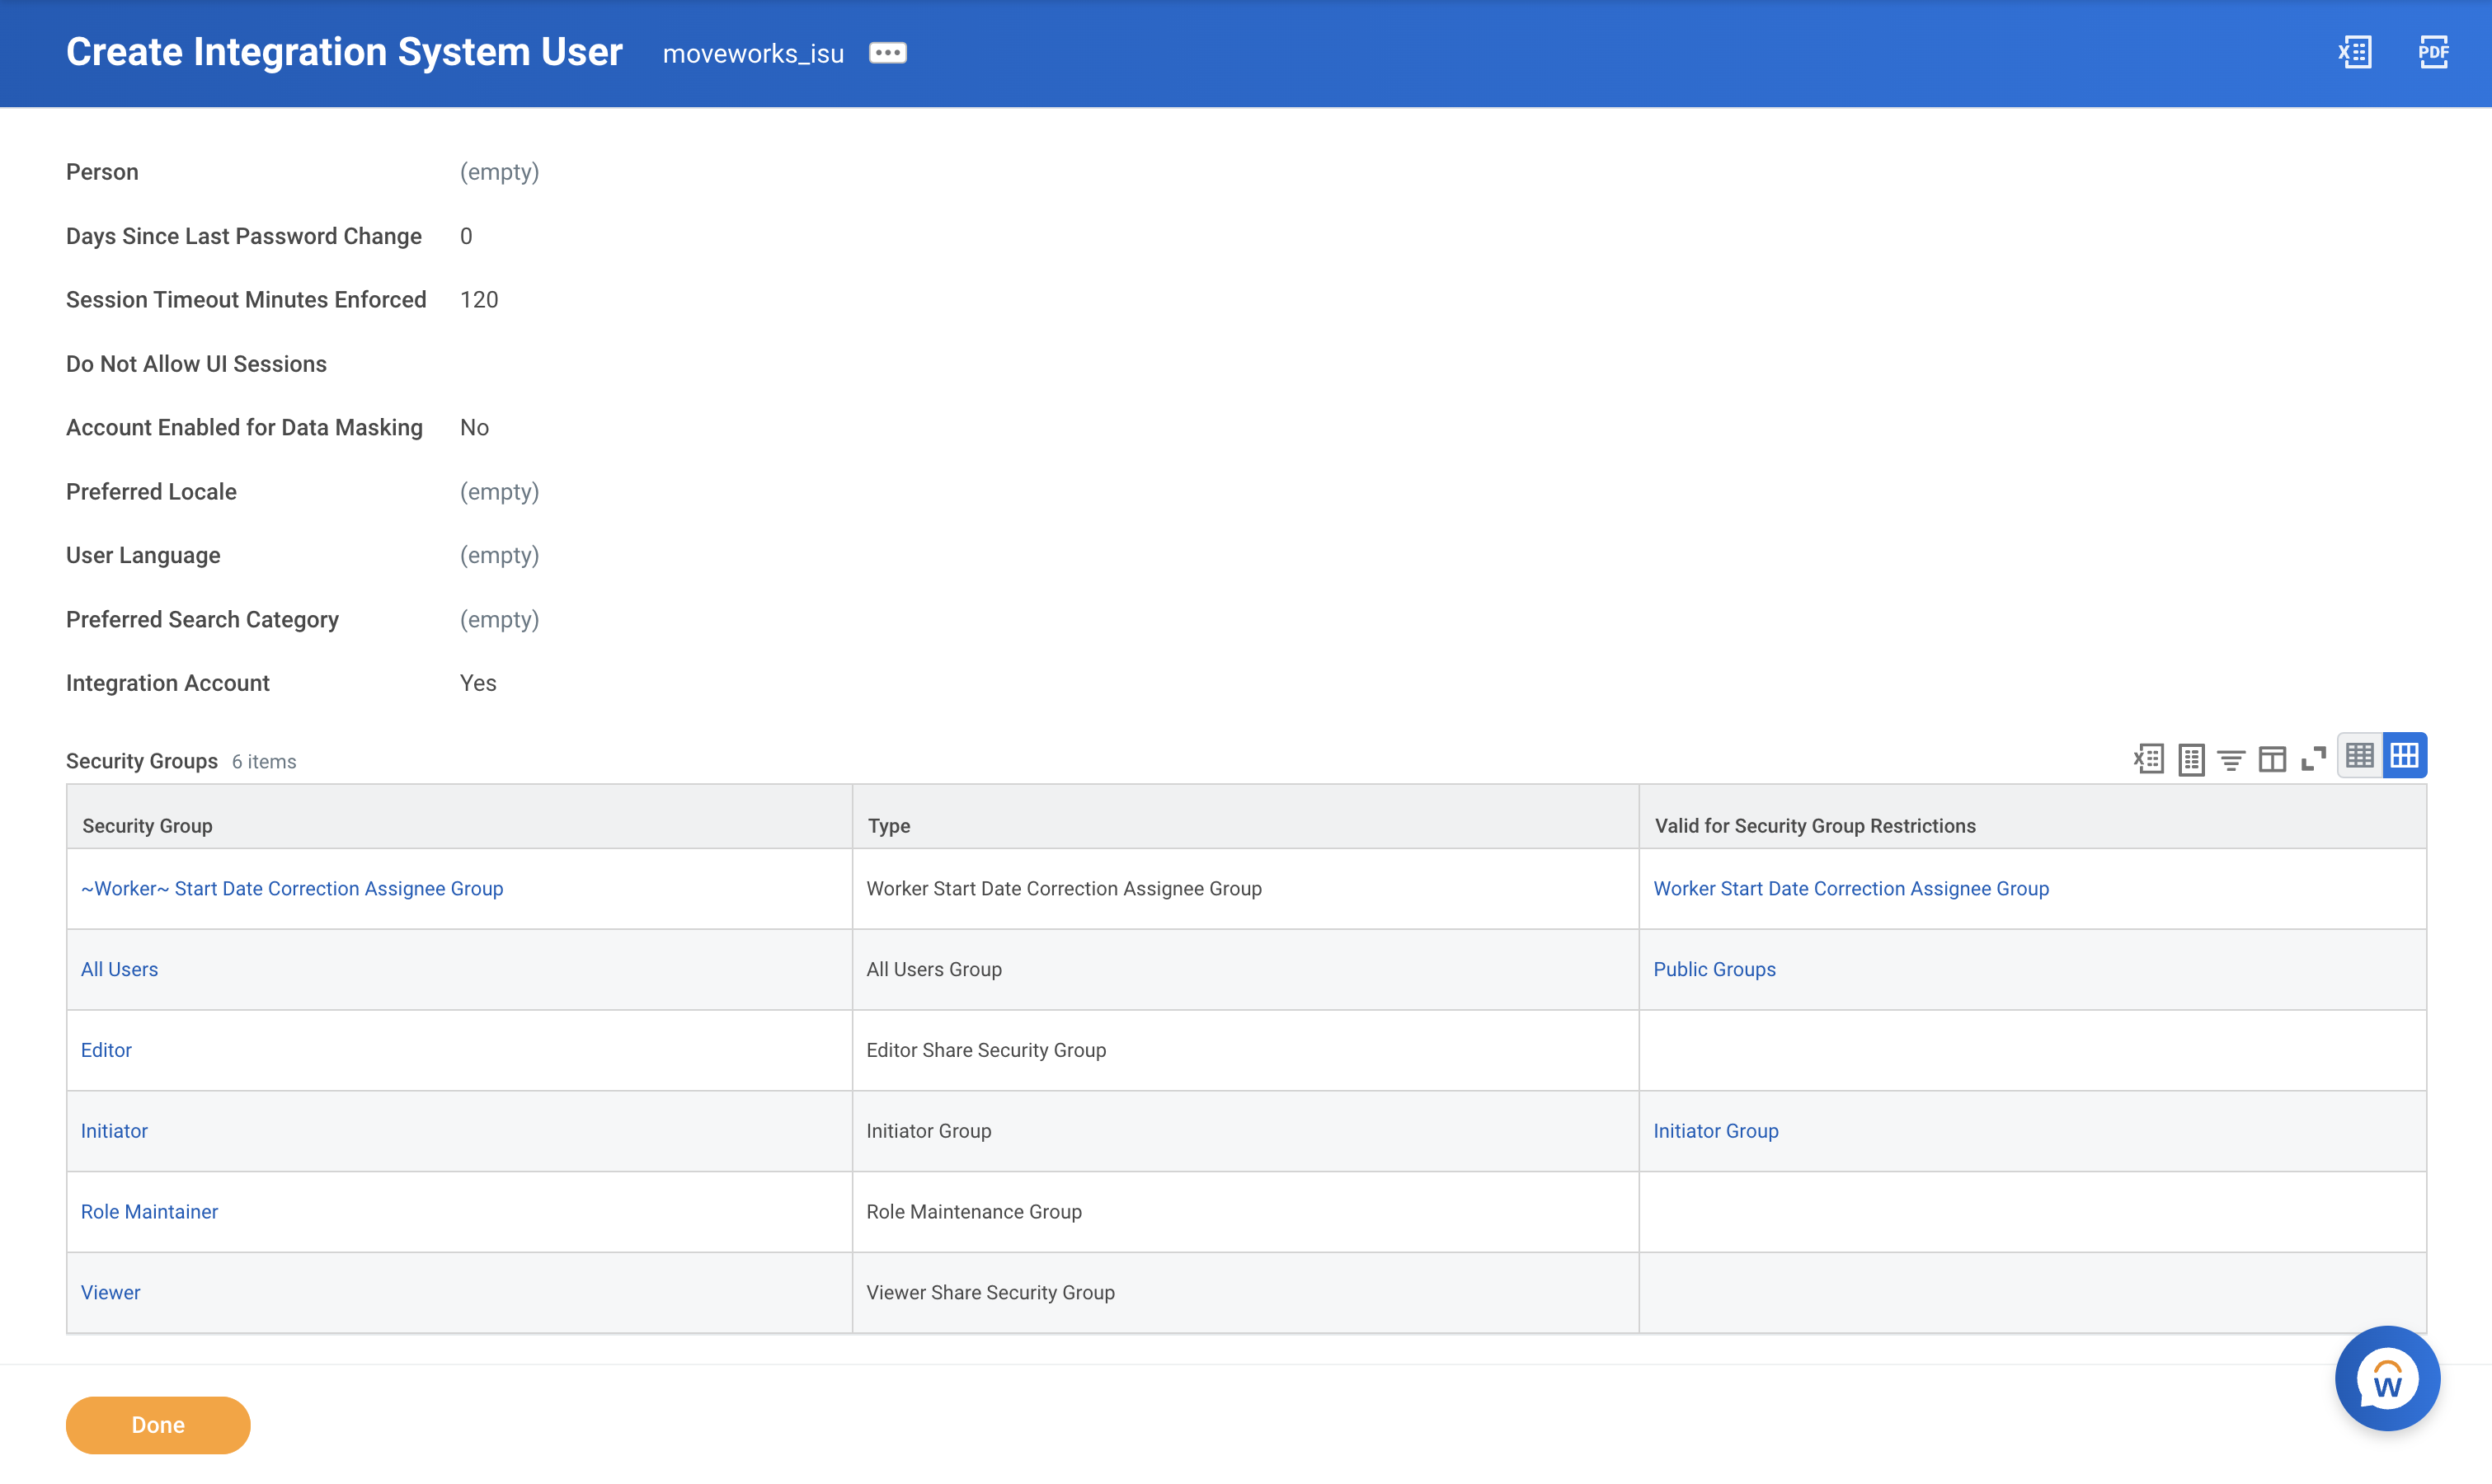 Create Integration System User moveworks_isu
PDF
Person (empty)
Days Since Last Password Change 0
Session Timeout Minutes Enforced 120
Do Not Allow UI Sessions
Account Enabled for Data Masking No
Preferred Locale (empty)
User Language (empty)
Preferred Search Category (empty)
Integration Account Yes
Security Groups 6 items
Security Group Type Valid for Security Group Restrictions
~Worker~ Start Date Correction Assignee Group Worker Start Date Correction Assignee Group Worker Start Date Correction Assignee Group
All Users All Users Group Public Groups
Editor Editor Share Security Group
Initiator Initiator Group Initiator Group
Role Maintainer Role Maintenance Group
Viewer Viewer Share Security Group
W
Done